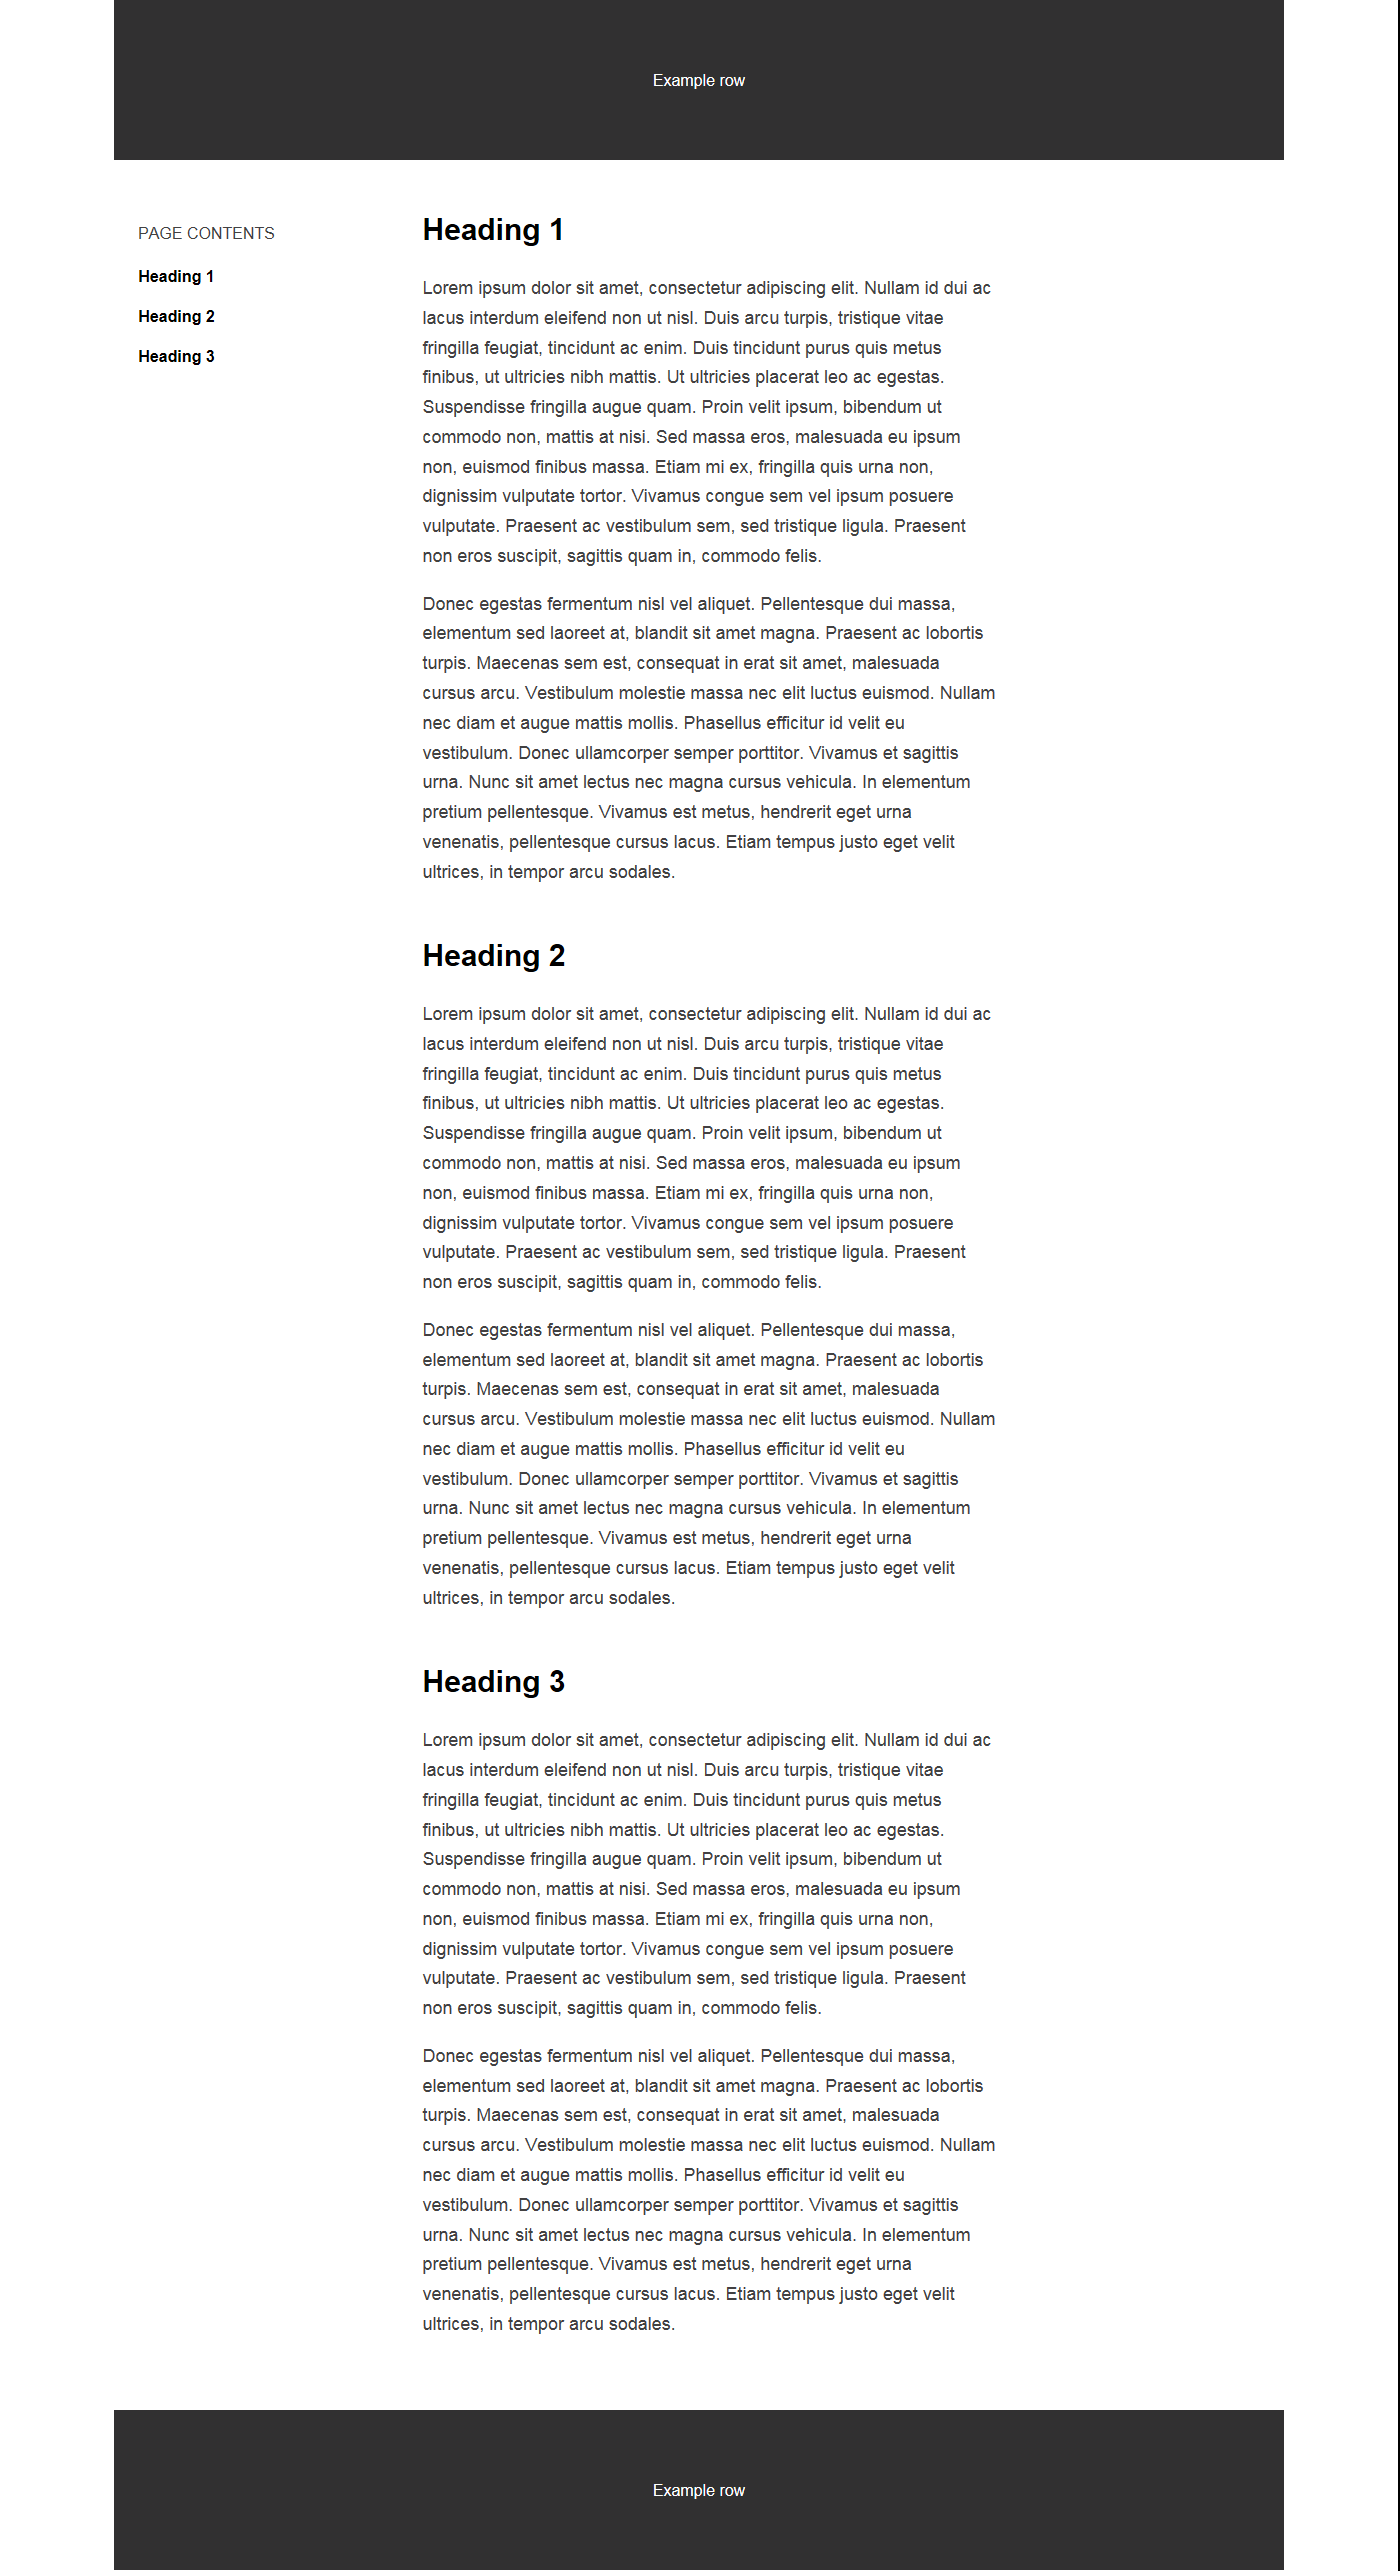 Example row
PAGE CONTENTS
Heading 1
Heading 2
Heading 3
Heading 1
Lorem ipsum dolor sit amet, consectetur adipiscing elit. Nullam id dui ac
lacus interdum eleifend non ut nisl. Duis arcu turpis, tristique vitae
fringilla feugiat, tincidunt ac enim. Duis tincidunt purus quis metus
finibus, ut ultricies nibh mattis. Ut ultricies placerat leo ac egestas.
Suspendisse fringilla augue quam. Proin velit ipsum, bibendum ut
commodo non, mattis at nisi. Sed massa eros, malesuada eu ipsum
non, euismod finibus massa. Etiam mi ex, fringilla quis urna non,
dignissim vulputate tortor. Vivamus congue sem vel ipsum posuere
vulputate. Praesent ac vestibulum sem, sed tristique ligula. Praesent
non eros suscipit, sagittis quam in, commodo felis.
Donec egestas fermentum nisl vel aliquet. Pellentesque dui massa,
elementum sed laoreet at, blandit sit amet magna. Praesent ac lobortis
turpis. Maecenas sem est, consequat in erat sit amet, malesuada
cursus arcu. Vestibulum molestie massa nec elit luctus euismod. Nullam
nec diam et augue mattis mollis. Phasellus efficitur id velit eu
vestibulum. Donec ullamcorper semper porttitor. Vivamus et sagittis
urna. Nunc sit amet lectus nec magna cursus vehicula. In elementum
pretium pellentesque. Vivamus est metus, hendrerit eget urna
venenatis, pellentesque cursus lacus. Etiam tempus justo eget velit
ultrices, in tempor arcu sodales.
Heading 2
Lorem ipsum dolor sit amet, consectetur adipiscing elit. Nullam id dui ac
lacus interdum eleifend non ut nisl. Duis arcu turpis, tristique vitae
fringilla feugiat, tincidunt ac enim. Duis tincidunt purus quis metus
finibus, ut ultricies nibh mattis. Ut ultricies placerat leo ac egestas.
Suspendisse fringilla augue quam. Proin velit ipsum, bibendum ut
commodo non, mattis at nisi. Sed massa eros, malesuada eu ipsum
non, euismod finibus massa. Etiam mi ex, fringilla quis urna non,
dignissim vulputate tortor. Vivamus congue sem vel ipsum posuere
vulputate. Praesent ac vestibulum sem, sed tristique ligula. Praesent
non eros suscipit, sagittis quam in, commodo felis.
Donec egestas fermentum nisl vel aliquet. Pellentesque dui massa,
elementum sed laoreet at, blandit sit amet magna. Praesent ac lobortis
turpis. Maecenas sem est, consequat in erat sit amet, malesuada
cursus arcu. Vestibulum molestie massa nec elit luctus euismod. Nullam
nec diam et augue mattis mollis. Phasellus efficitur id velit eu
vestibulum. Donec ullamcorper semper porttitor. Vivamus et sagittis
urna. Nunc sit amet lectus nec magna cursus vehicula. In elementum
pretium pellentesque. Vivamus est metus, hendrerit eget urna
venenatis, pellentesque cursus lacus. Etiam tempus justo eget velit
ultrices, in tempor arcu sodales.
Heading 3
Lorem ipsum dolor sit amet, consectetur adipiscing elit. Nullam id dui ac
lacus interdum eleifend non ut nisl. Duis arcu turpis, tristique vitae
fringilla feugiat, tincidunt ac enim. Duis tincidunt purus quis metus
finibus, ut ultricies nibh mattis. Ut ultricies placerat leo ac egestas.
Suspendisse fringilla augue quam. Proin velit ipsum, bibendum ut
commodo non, mattis at nisi. Sed massa eros, malesuada eu ipsum
non, euismod finibus massa. Etiam mi ex, fringilla quis urna non,
dignissim vulputate tortor. Vivamus congue sem vel ipsum posuere
vulputate. Praesent ac vestibulum sem, sed tristique ligula. Praesent
non eros suscipit, sagittis quam in, commodo felis.
Donec egestas fermentum nisl vel aliquet. Pellentesque dui massa,
elementum sed laoreet at, blandit sit amet magna. Praesent ac lobortis
turpis. Maecenas sem est, consequat in erat sit amet, malesuada
cursus arcu. Vestibulum molestie massa nec elit luctus euismod. Nullam
nec diam et augue mattis mollis. Phasellus efficitur id velit eu
vestibulum. Donec ullamcorper semper porttitor. Vivamus et sagittis
urna. Nunc sit amet lectus nec magna cursus vehicula. In elementum
pretium pellentesque. Vivamus est metus, hendrerit eget urna
venenatis, pellentesque cursus lacus. Etiam tempus justo eget velit
ultrices, in tempor arcu sodales.
Example row